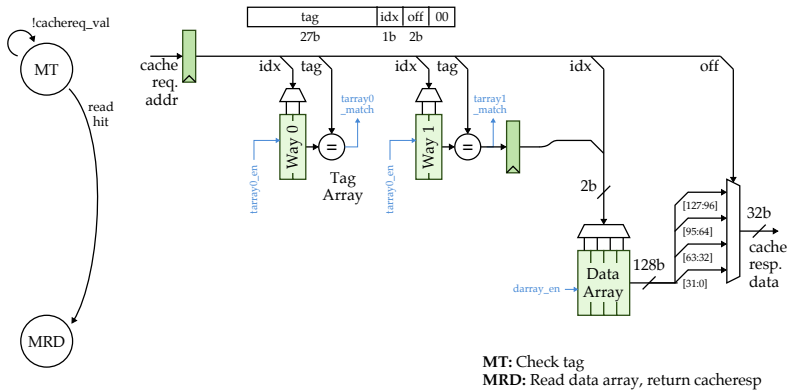 !cachereq_val
MT
read
hit
MRD
tag idx off 00
27b 1b 2b
cache
req.
addr
idx tag
idx tag
idx
off
tarray0
_match
tarray1
_match
tarray0_en
Way 0
=
tarray0_en
Way 1
=
Tag
Array
2b
[127:96]
[95:64]
[63:32]
[31:0]
32b
cache
resp.
data
128b
darray_en
Data
Array
MT: Check tag
MRD: Read data array, return cacheresp